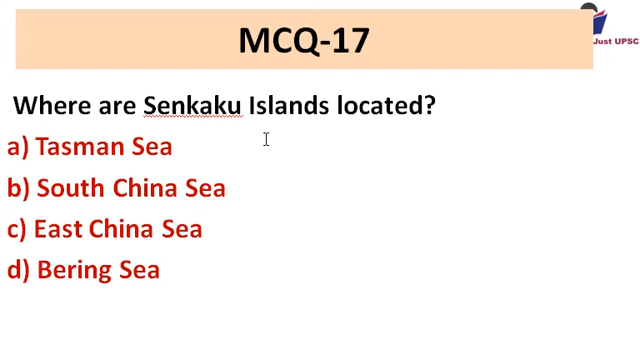 MCQ-17
Just UPSC
Where are Senkaku Islands located?
a) Tasman Sea
b) South China Sea
c) East China Sea
d) Bering Sea